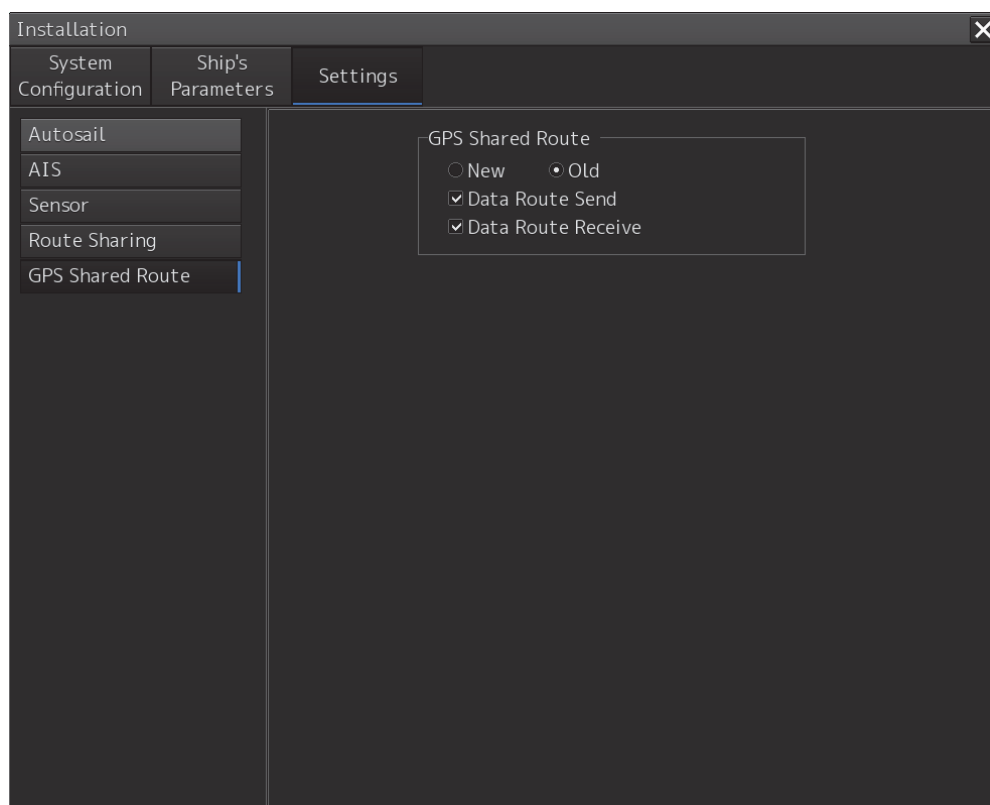 Installation
System
Configuration
Ship's
Parameters
Settings
Autosail
AIS
Sensor
Route Sharing
GPS Shared Route
GPS Shared Route
New Old
Data Route Send
Data Route Receive